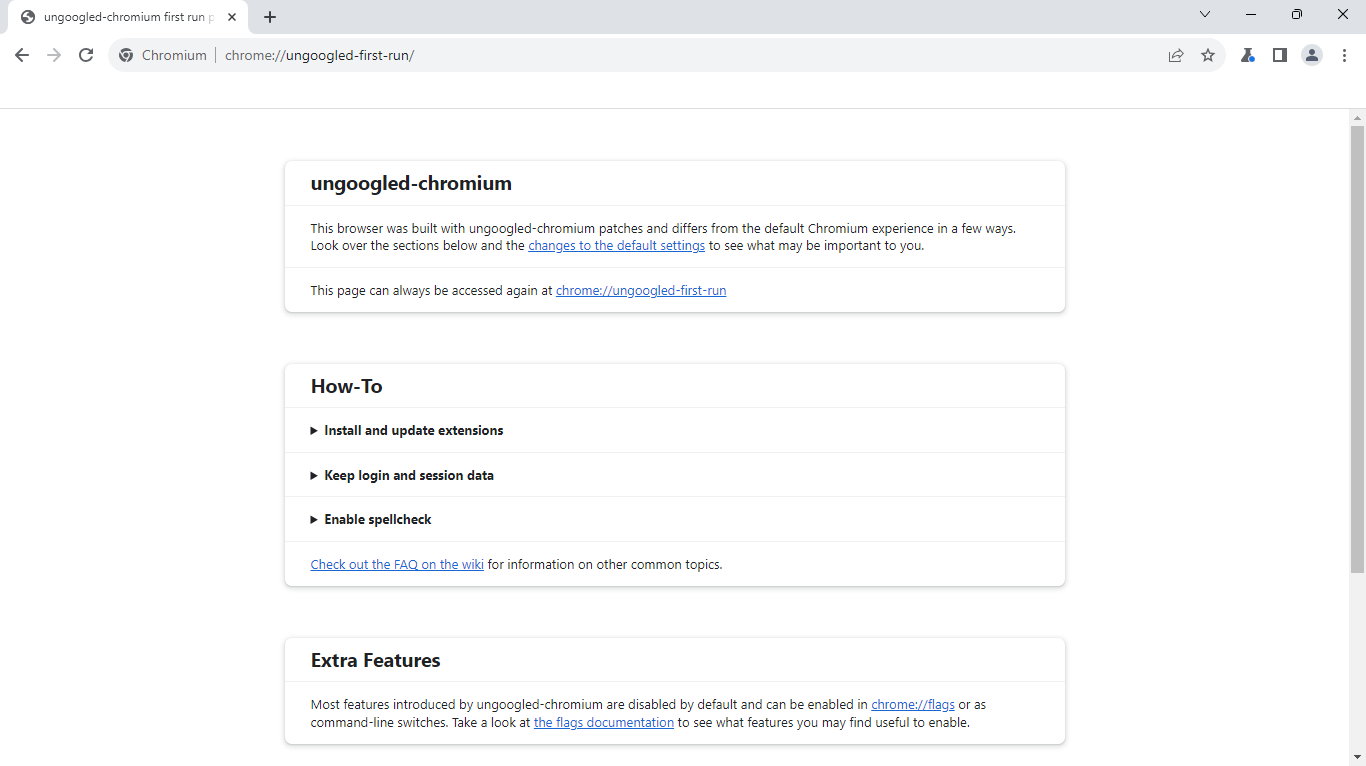 ungoogled-chromium first run p
Chromium
chrome://ungoogled-first-run/
ungoogled-chromium
This browser was built with ungoogled-chromium patches and differs from the default Chromium experience in a few ways.
Look over the sections below and the changes to the default settings to see what may be important to you.
This page can always be accessed again at chrome://ungoogled-first-run
How-To
Install and update extensions
Keep login and session data
Enable spellcheck
Check out the FAQ on the wiki for information on other common topics.
Extra Features
Most features introduced by ungoogled-chromium are disabled by default and can be enabled in chrome://flags or as
command-line switches. Take a look at the flags documentation to see what features you may find useful to enable.